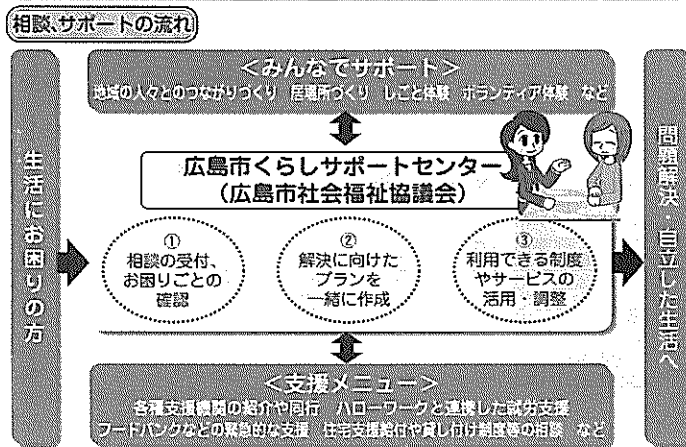 相談、サポートの流れ
生活にお困りの方
＜みんなでサポート＞
地域の人々とのつながりづくり 居場所づくり しごと体験 ボランティア体験 など
広島市くらしサポートセンター
（広島市社会福祉協議会）
①
相談の受付、
お困りごとの
確認
②
解決に向けた
プランを
一緒に作成
③
利用できる制度
やサービスの
活用・調整
＜支援メニュー＞
各種支援機関の紹介や同行 ハローワークと連携した就労支援
フードバンクなどの緊急的な支援 住宅支援給付や貸し付け制度等の相談 など
問題解決・自立した生活へ